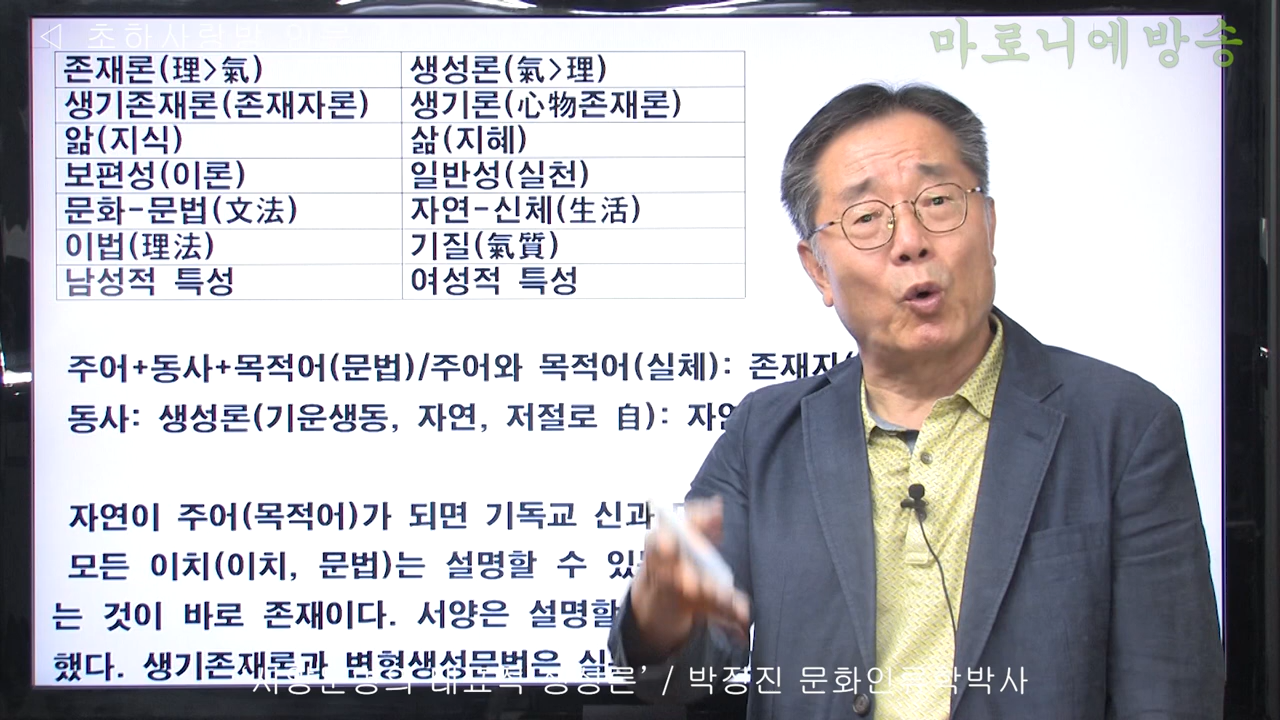 ◁ 초하사랑방
마로니에방송
존재론(理>氣) 생성론(氣>理)
생기존재론(존재자론) 생기론(心物존재론)
앎(지식) 삶(지혜)
보편성(이론) 일반성(실천)
문화-문법(文法) 자연-신체(生活)
이법(理法) 기질(氣質)
남성적 특성 여성적 특성
주어+동사+목적어(문법)/주어와 목적어(실체): 존재자(
동사: 생성론(기운생동, 자연, 저절로 自): 자연
자연이 주어(목적어)가 되면 기독교 신과
모든 이치(이치, 문법)는 설명할 수
는 것이 바로 존재이다. 서양은 설명할
했다. 생기존재론과 변형생성문법은
/ 박정진 문화인류학박사